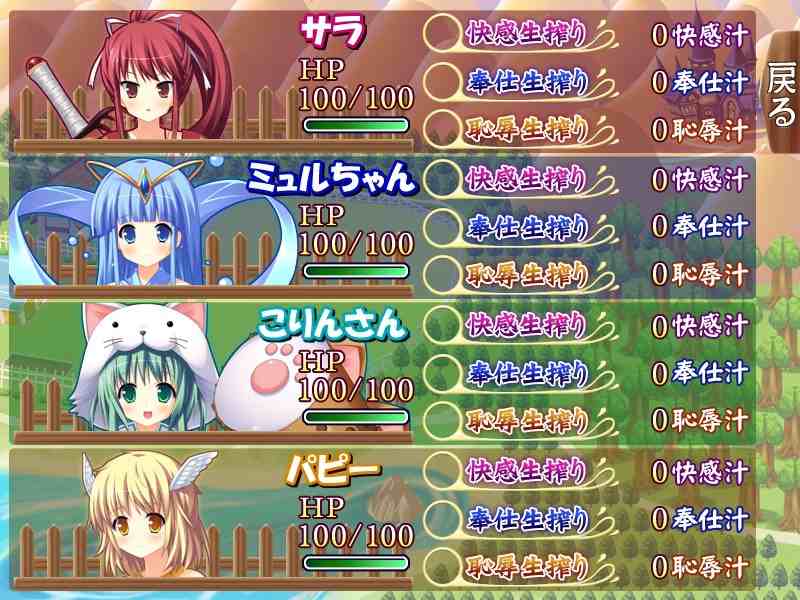 サラ
HP
100/100
快感生搾り
0快感汁
奉仕生搾り
0奉仕汁
恥辱生搾り
0恥辱汁
戻る
ミュルちゃん
HP
100/100
快感生搾り
0快感汁
奉仕生搾り
0奉仕汁
恥辱生搾り
0恥辱汁
こりんさん
HP
100/100
快感生搾り
0快感汁
奉仕生搾り
0奉仕汁
恥辱生搾り
0恥辱汁
パピー
HP
100/100
快感生搾り
0快感汁
奉仕生搾り
0奉仕汁
恥辱生搾り
0恥辱汁